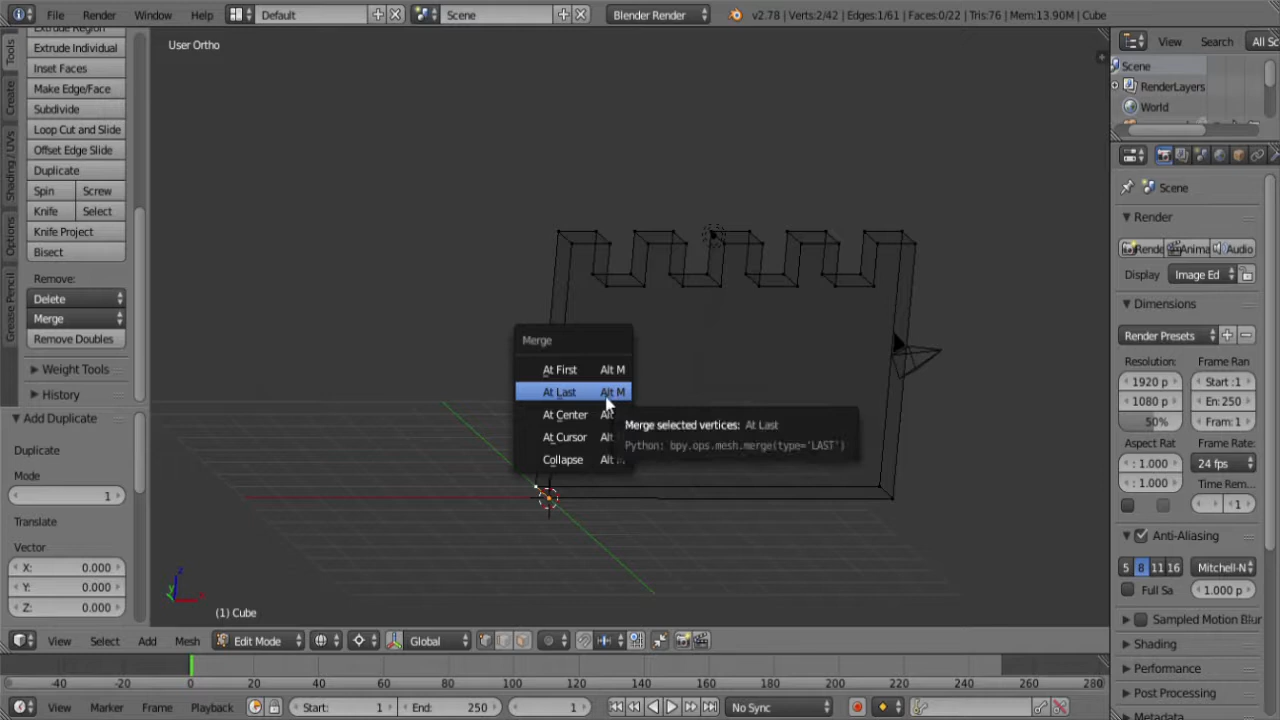 File Render Window Help Default Scene Blender Render v2.78 | Verts:2/42 | Edges:1/61 | Faces:0/22 | Tris:76 | Mem:13.90M | Cube
User Ortho
View Search All Sc
Scene
RenderLayers
World
Tools
Create
Shading / UVs
Options
Grease Pencil
Extrude Region
Extrude Individual
Inset Faces
Make Edge/Face
Subdivide
Loop Cut and Slide
Offset Edge Slide
Duplicate
Spin Screw
Knife Select
Knife Project
Bisect
Remove:
Delete
Merge
Remove Doubles
Weight Tools
History
Add Duplicate
Duplicate
Mode
1
Translate
Vector
X: 0.000
Y: 0.000
Z: 0.000
Merge
At First Alt M
At Last Alt M
At Center Alt
At Cursor Alt
Collapse Alt
Merge selected vertices: At Last
Python: bpy.ops.mesh.merge(type='LAST')
(1) Cube
Scene
Render
Rende Anima Audio
Display Image Ed
Dimensions
Render Presets
Resolution: Frame Ran
1920 p Start :1
1080 p En: 250
50% Fram: 1
Aspect Rat Frame Rate:
: 1.000 24 fps
: 1.000 Time Rem...
1
Anti-Aliasing
5 8 11 16 Mitchell-N
Full Sa 1.000 p
Sampled Motion Blur
Shading
Performance
Post Processing
Metadata
View Select Add Mesh Edit Mode Global
-40 -20 0 20 40 60 80 100 120 140 160 180 200 220 240 260 280
View Marker Frame Playback Start: 1 End: 250 1 No Sync